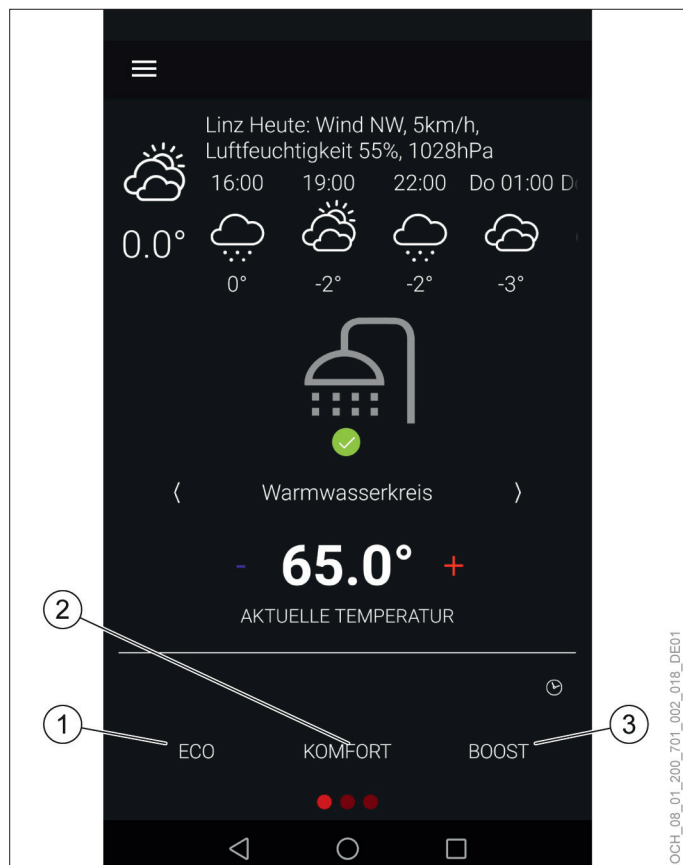 Linz Heute: Wind NW, 5km/h,
Luftfeuchtigkeit 55%, 1028hPa
16:00 19:00 22:00 Do 01:00 D
0.0°
0° -2° -2° -3°
⟨ Warmwasserkreis ⟩
- 65.0° +
AKTUELLE TEMPERATUR
2
1
3
ECO KOMFORT BOOST
OCH_08_01_200_701_002_018_DE01